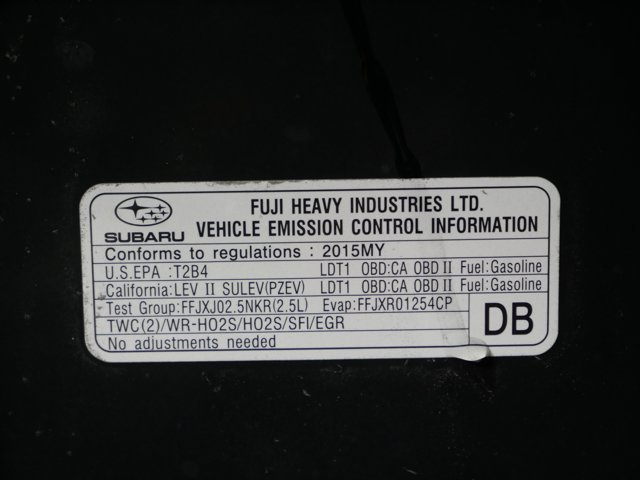 FUJI HEAVY INDUSTRIES LTD.
SUBARU VEHICLE EMISSION CONTROL INFORMATION
Conforms to regulations : 2015MY
U.S.EPA :T2B4 LDT1 OBD:CA OBD II Fuel:Gasoline
California:LEV II SULEV(PZEV) LDT1 OBD:CA OBD II Fuel:Gasoline
Test Group:FFJXJ02.5NKR(2.5L) Evap:FFJXR01254CP
TWC(2)/WR-HO2S/HO2S/SFI/EGR
No adjustments needed
DB